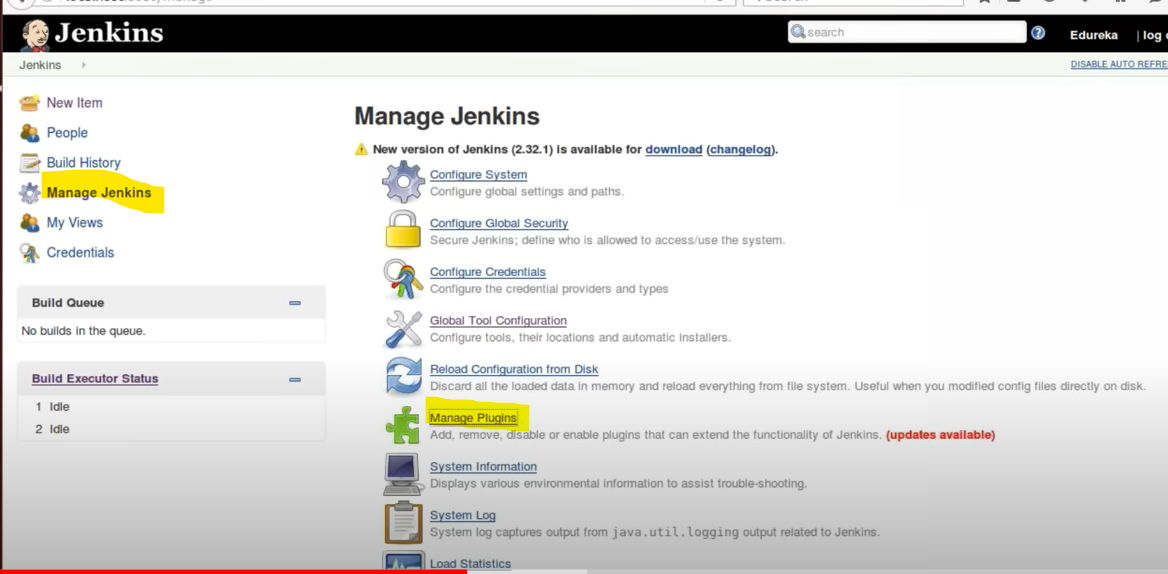 Jenkins
search
Edureka
| log
Jenkins
DISABLE AUTO REFRE
New Item
People
Build History
Manage Jenkins
My Views
Credentials
Build Queue
No builds in the queue.
Build Executor Status
1 Idle
2 Idle
Manage Jenkins
New version of Jenkins (2.32.1) is available for download (changelog).
Configure System
Configure global settings and paths.
Configure Global Security
Secure Jenkins; define who is allowed to access/use the system.
Configure Credentials
Configure the credential providers and types
Global Tool Configuration
Configure tools, their locations and automatic installers.
Reload Configuration from Disk
Discard all the loaded data in memory and reload everything from file system. Useful when you modified config files directly on disk.
Manage Plugins
Add, remove, disable or enable plugins that can extend the functionality of Jenkins. (updates available)
System Information
Displays various environmental information to assist trouble-shooting.
System Log
System log captures output from java.util.logging output related to Jenkins.
Load Statistics